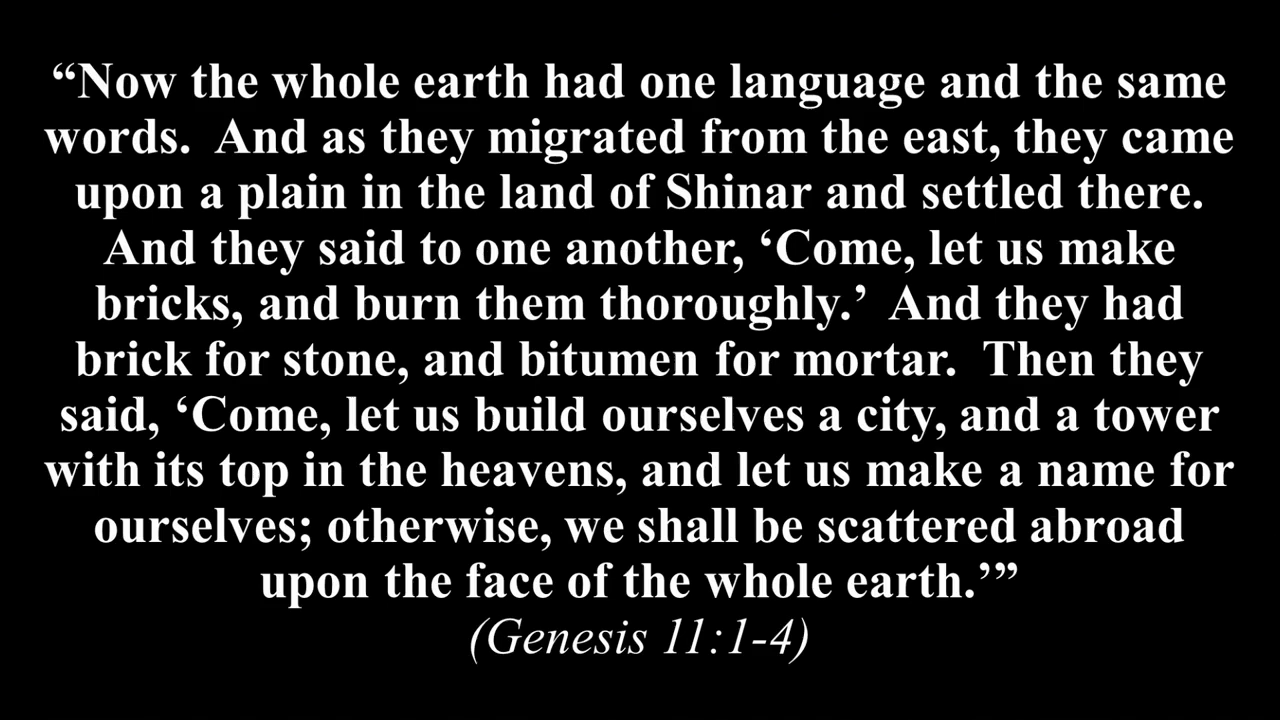 “Now the whole earth had one language and the same
words.  And as they migrated from the east, they came
upon a plain in the land of Shinar and settled there.
And they said to one another, ‘Come, let us make
bricks, and burn them thoroughly.’  And they had
brick for stone, and bitumen for mortar.  Then they
said, ‘Come, let us build ourselves a city, and a tower
with its top in the heavens, and let us make a name for
ourselves; otherwise, we shall be scattered abroad
upon the face of the whole earth.’”
(Genesis 11:1-4)